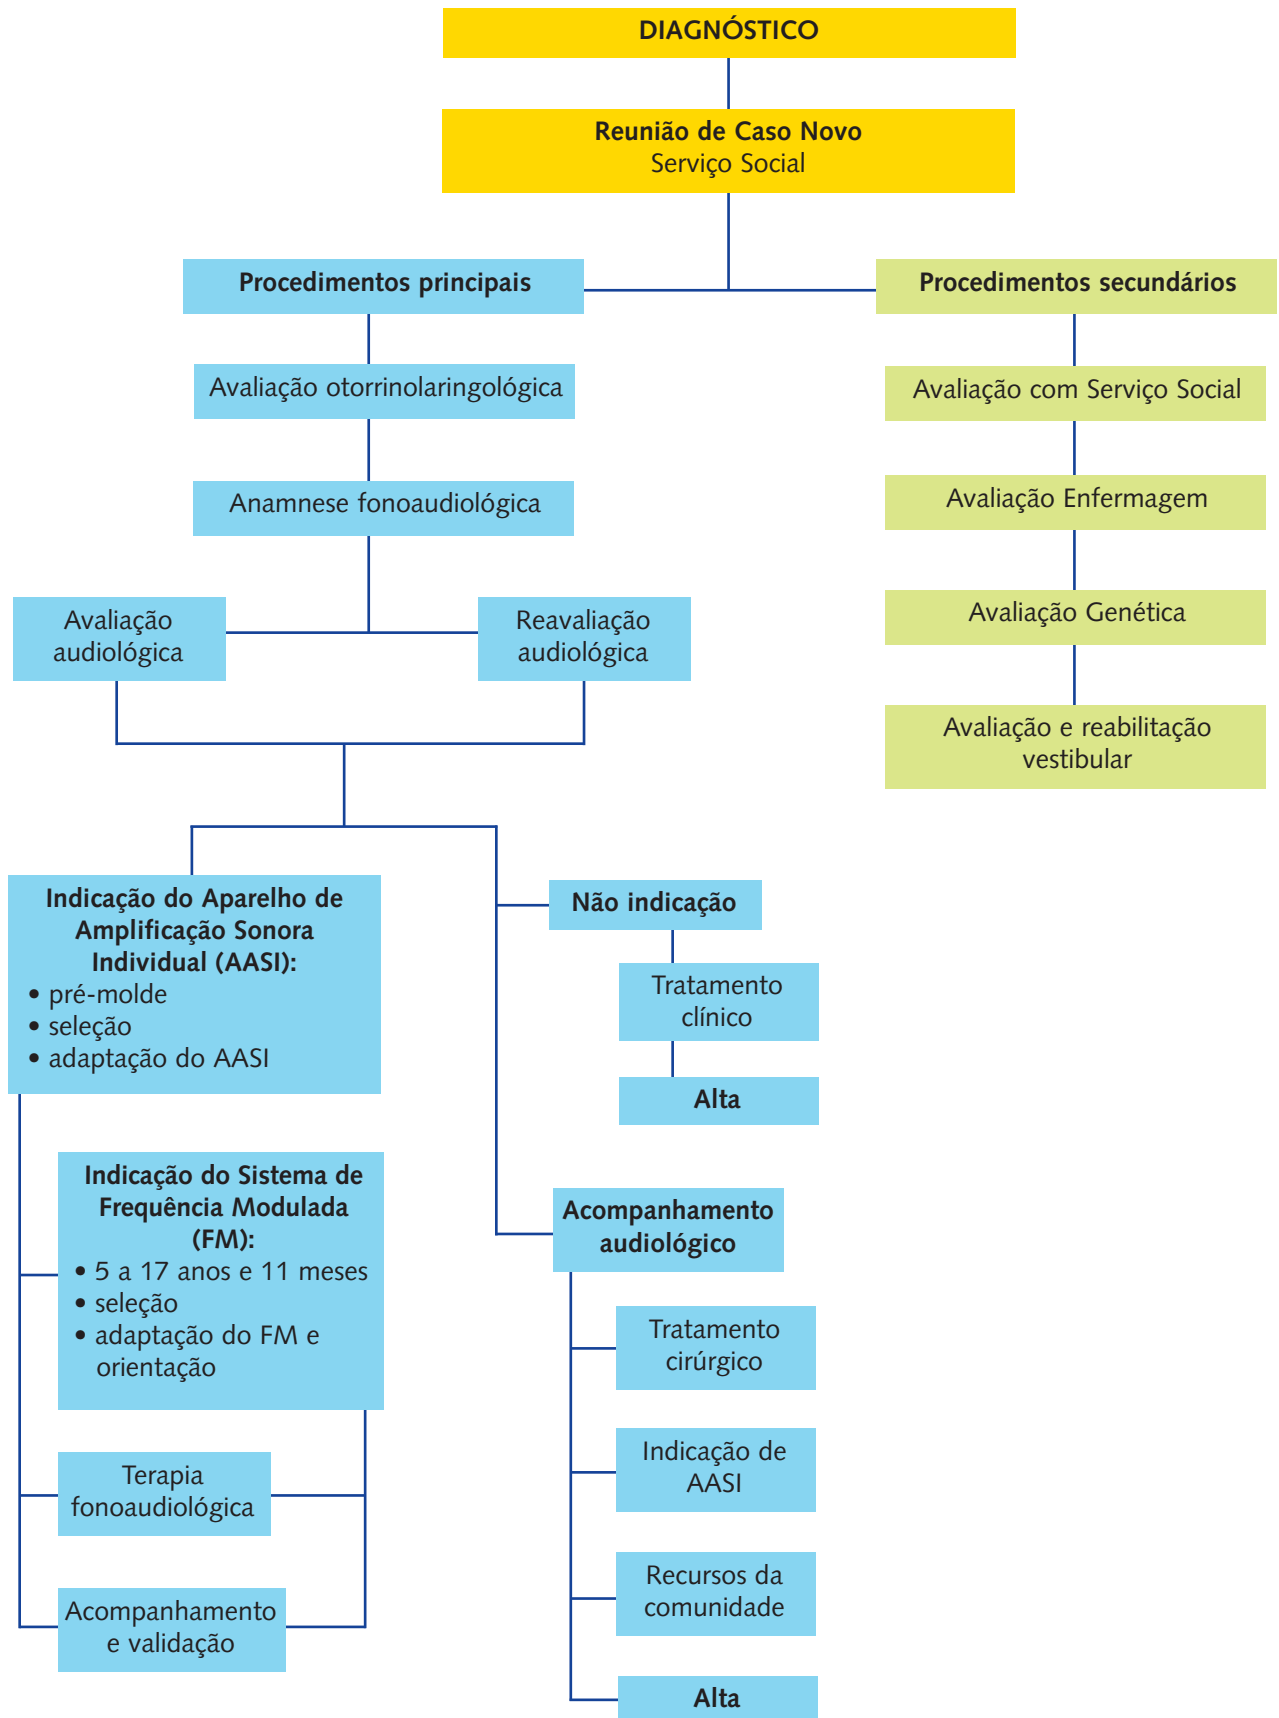 DIAGNÓSTICO
Reunião de Caso Novo
Serviço Social
Procedimentos principais
Procedimentos secundários
Avaliação otorrinolaringológica
Avaliação com Serviço Social
Anamnese fonoaudiológica
Avaliação Enfermagem
Avaliação
audiológica
Reavaliação
audiológica
Avaliação Genética
Avaliação e reabilitação
vestibular
Indicação do Aparelho de
Amplificação Sonora
Individual (AASI):
• pré-molde
• seleção
• adaptação do AASI
Não indicação
Tratamento
clínico
Alta
Indicação do Sistema de
Frequência Modulada
(FM):
• 5 a 17 anos e 11 meses
• seleção
• adaptação do FM e
orientação
Terapia
fonoaudiológica
Acompanhamento
e validação
Acompanhamento
audiológico
Tratamento
cirúrgico
Indicação de
AASI
Recursos da
comunidade
Alta